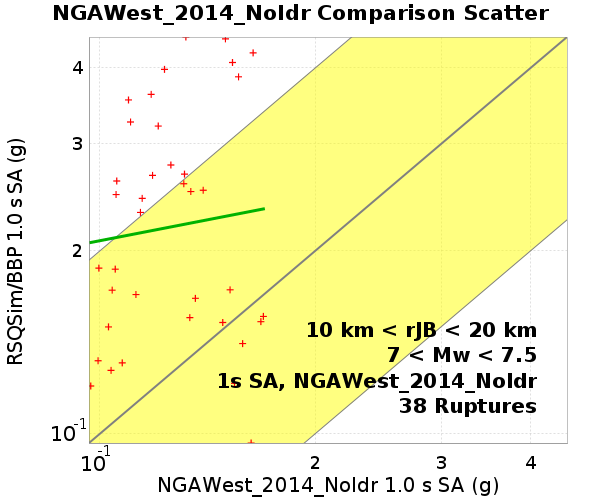 NGAWest_2014_NoIdr Comparison Scatter
4
3
2
10-1
RSQSim/BBP 1.0 s SA (g)
10 km < rJB < 20 km
7 < Mw < 7.5
1s SA, NGAWest_2014_NoIdr
38 Ruptures
10-1
2
3
4
NGAWest_2014_NoIdr 1.0 s SA (g)